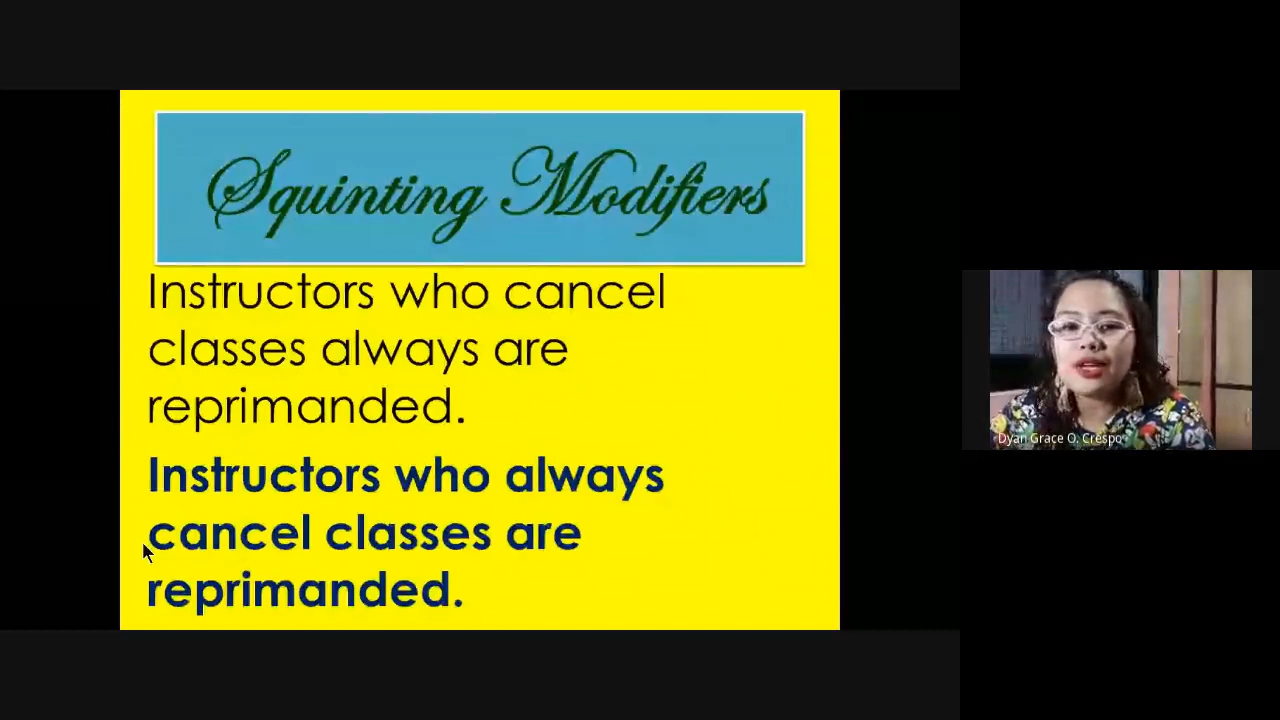 Squinting Modifiers
Instructors who cancel
classes always are
reprimanded.
Instructors who always
cancel classes are
reprimanded.
Dyan Grace O. Crespo